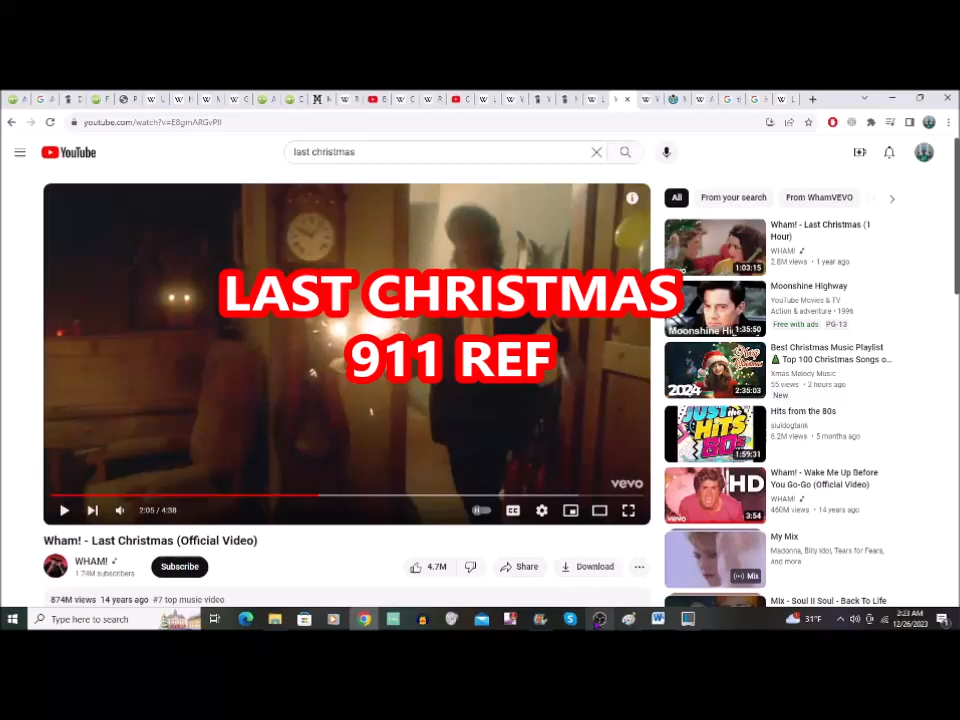 youtube.com/watch?v=E8gmARGvPlI
YouTube
last christmas
LAST CHRISTMAS
911 REF
vevo
2:05 / 4:38
CC
Wham! - Last Christmas (Official Video)
WHAM!
1.74M subscribers
Subscribe
4.7M
Share
Download
874M views 14 years ago #7 top music video
All
From your search
From WhamVEVO
Wham! - Last Christmas (1
Hour)
WHAM!
2.8M views • 1 year ago
1:03:15
Moonshine Highway
YouTube Movies & TV
Action & adventure • 1996
Free with ads PG-13
1:35:50
Best Christmas Music Playlist
Top 100 Christmas Songs o...
Xmas Melody Music
55 views • 2 hours ago
New
2024
2:35:03
Hits from the 80s
6.2M views • 5 months ago
JUST the
HITS
80s
1:59:31
Wham! - Wake Me Up Before
You Go-Go (Official Video)
WHAM!
460M views • 14 years ago
HD
vevo
3:54
My Mix
Madonna, Billy Idol, Tears for Fears,
and more
Mix
Mix - Soul II Soul - Back To Life
Type here to search
31°F
2:23 AM
12/26/2023